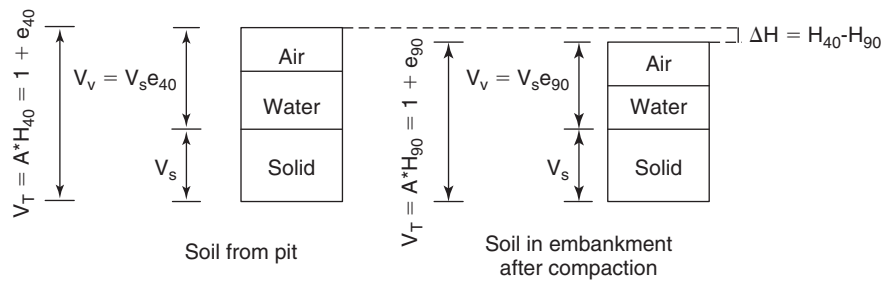 V_T = A*H_40 = 1 + e_40
V_v = V_s e_40
V_s
Air
Water
Solid
Soil from pit
V_T = A*H_90 = 1 + e_90
V_v = V_s e_90
V_s
Air
Water
Solid
ΔH = H_40-H_90
Soil in embankment
after compaction